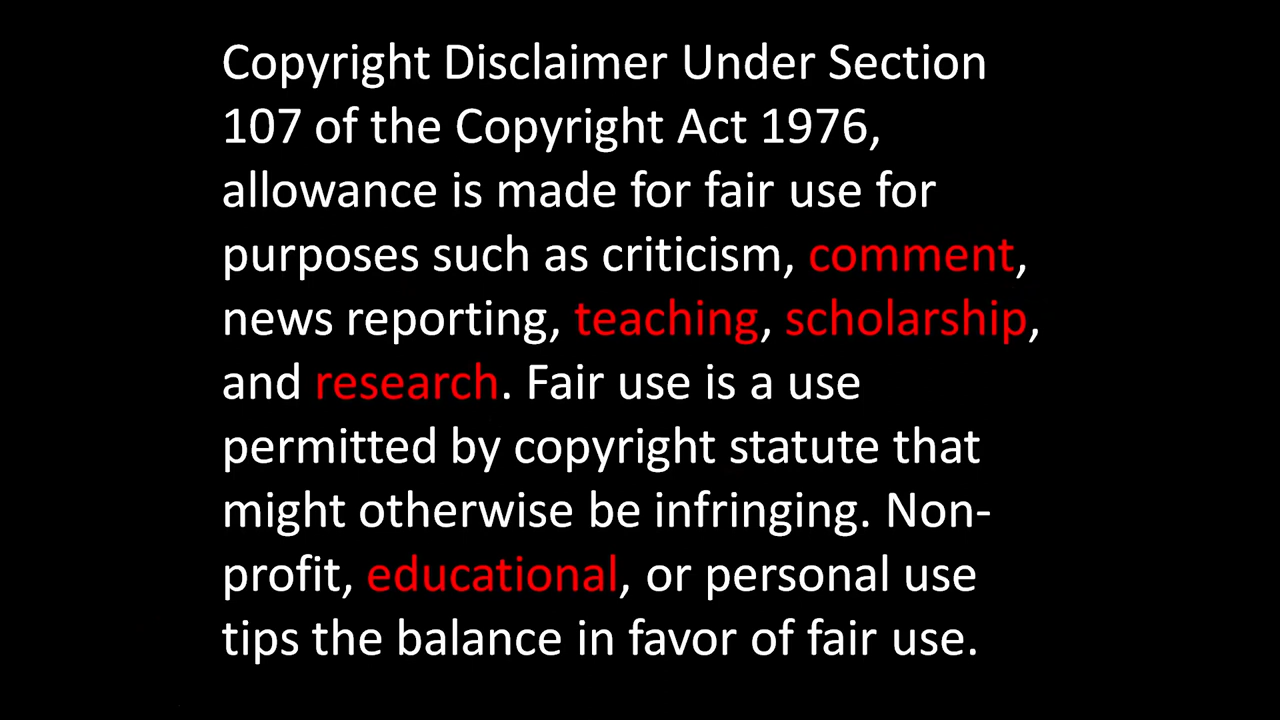 Copyright Disclaimer Under Section
107 of the Copyright Act 1976,
allowance is made for fair use for
purposes such as criticism, comment,
news reporting, teaching, scholarship,
and research. Fair use is a use
permitted by copyright statute that
might otherwise be infringing. Non-
profit, educational, or personal use
tips the balance in favor of fair use.